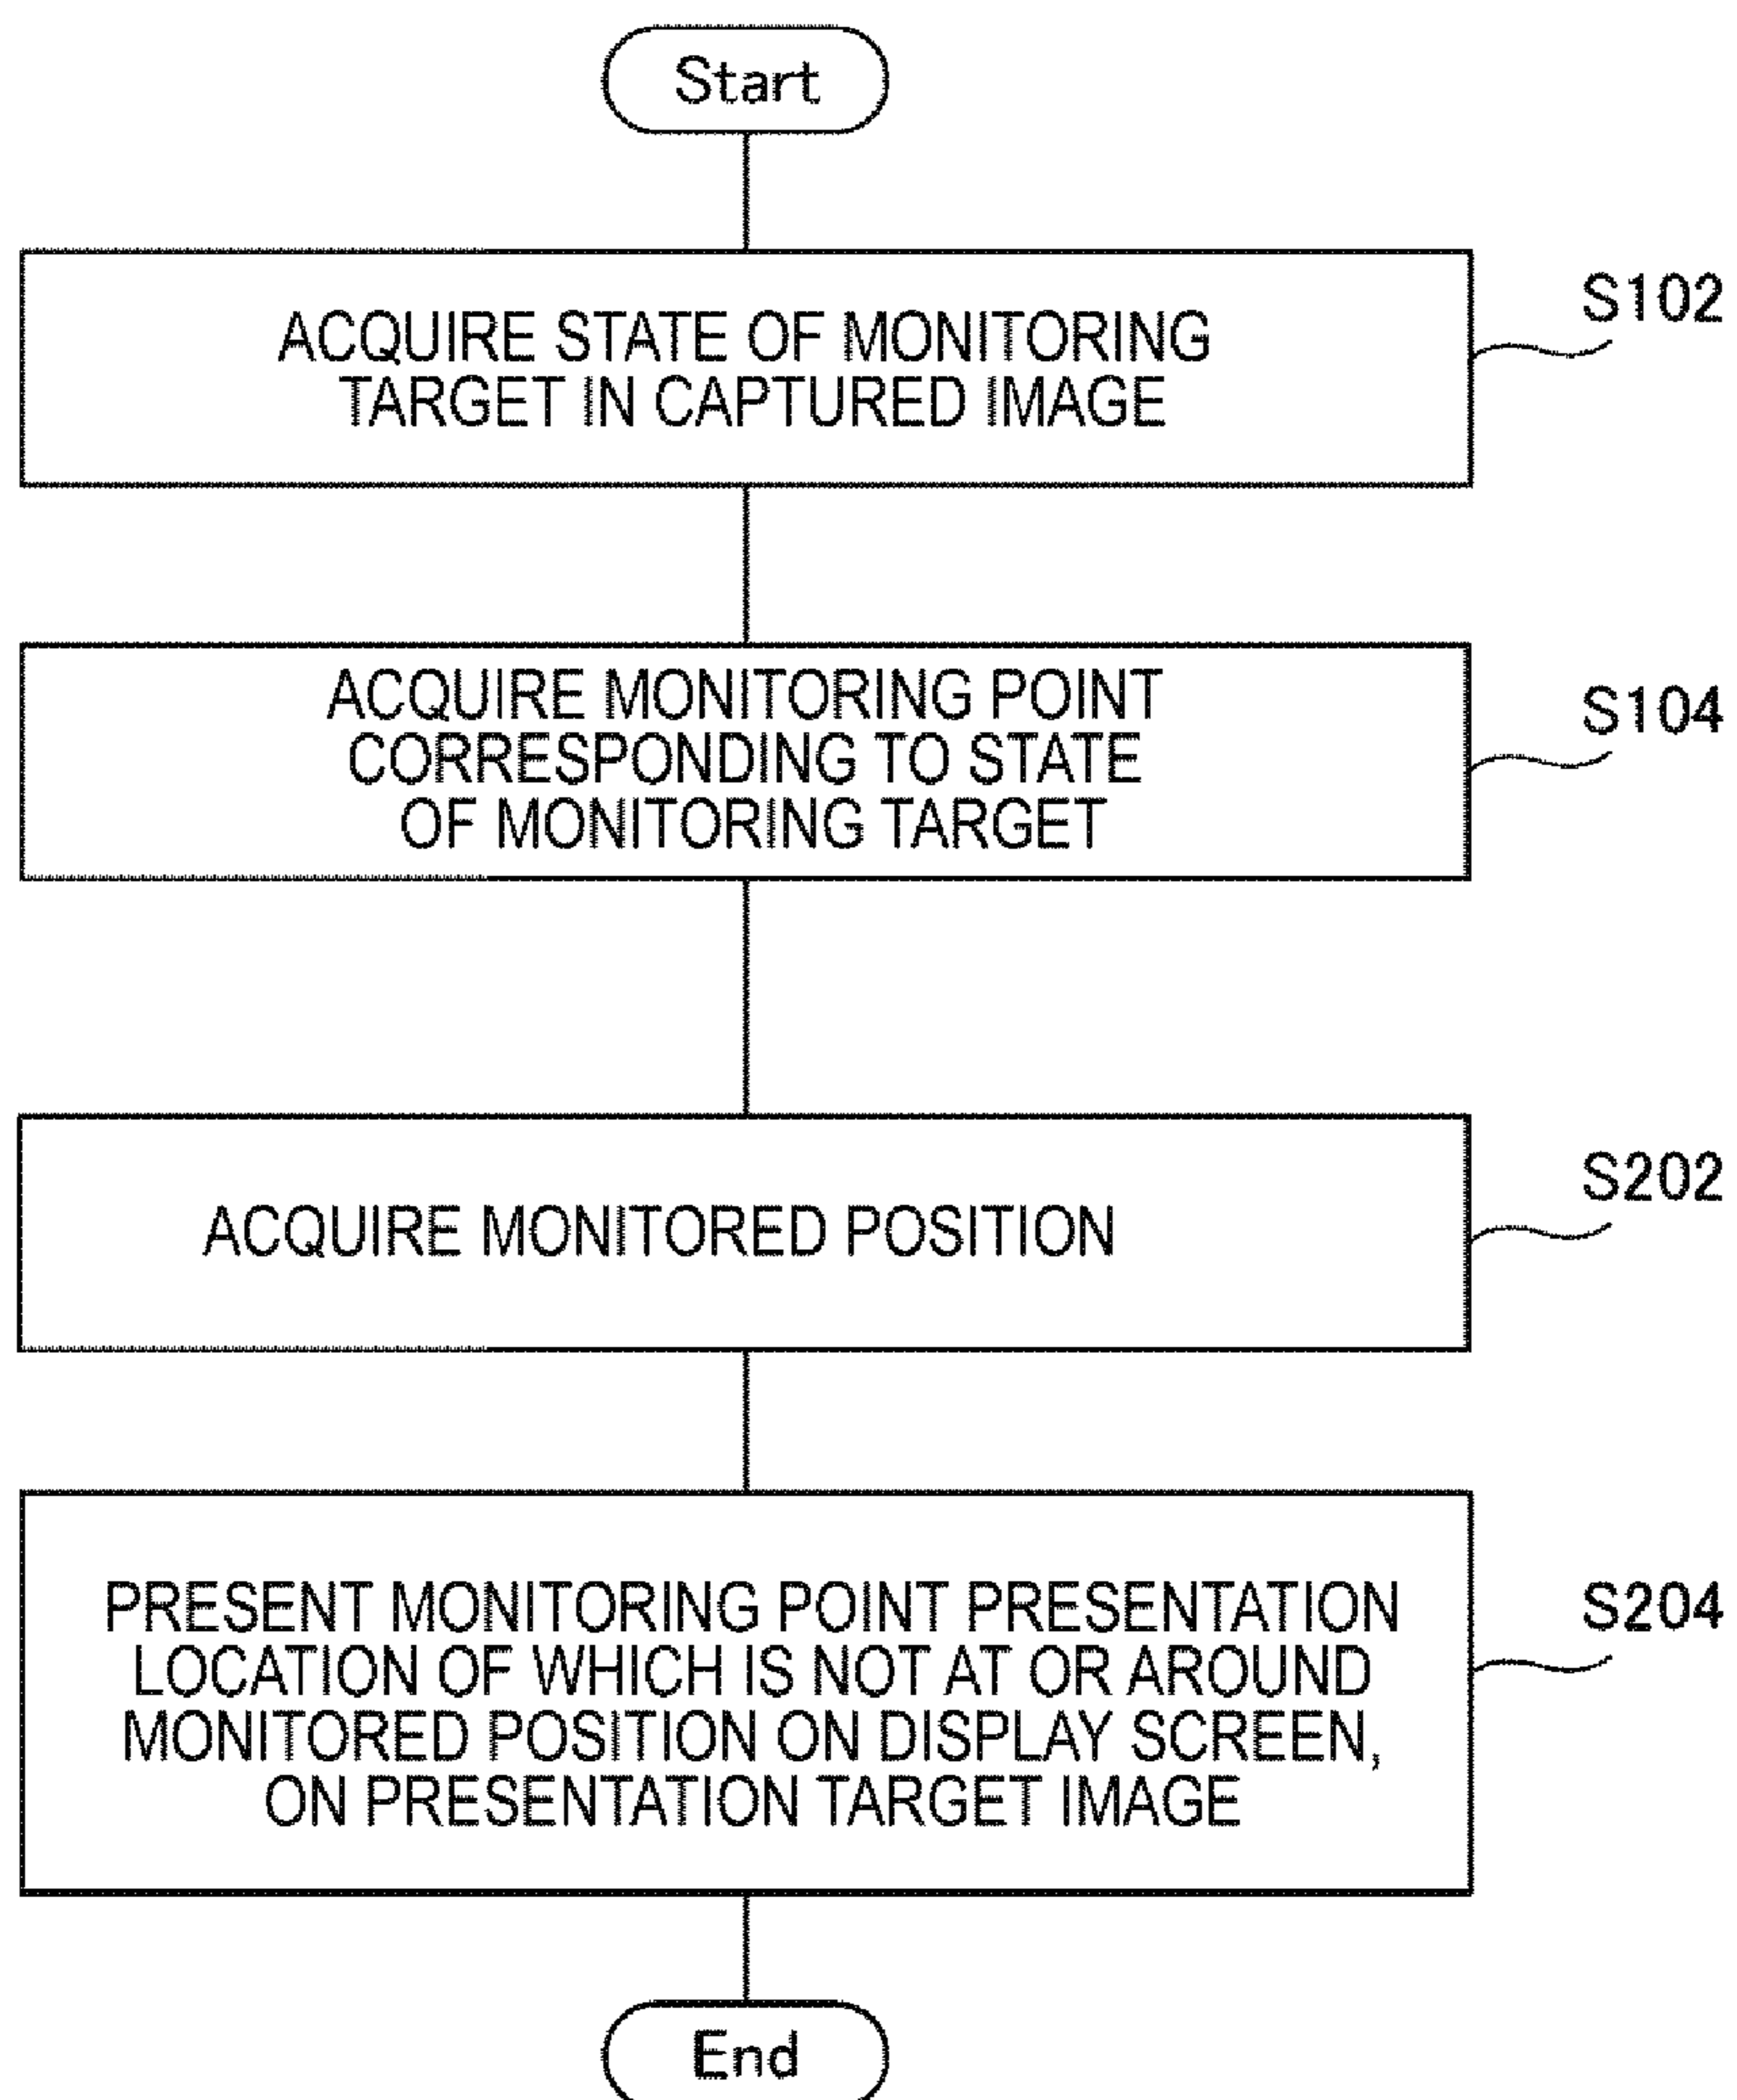 Start
ACQUIRE STATE OF MONITORING
TARGET IN CAPTURED IMAGE
S102
ACQUIRE MONITORING POINT
CORRESPONDING TO STATE
OF MONITORING TARGET
S104
ACQUIRE MONITORED POSITION
S202
PRESENT MONITORING POINT PRESENTATION
LOCATION OF WHICH IS NOT AT OR AROUND
MONITORED POSITION ON DISPLAY SCREEN,
ON PRESENTATION TARGET IMAGE
S204
End